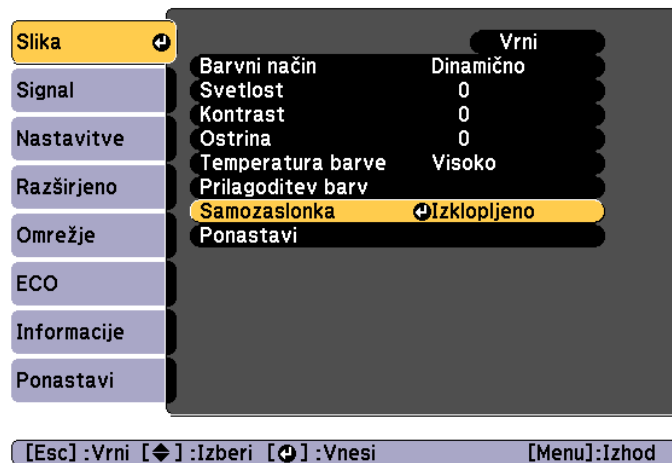 Slika
Signal
Nastavitve
Razširjeno
Omrežje
ECO
Informacije
Ponastavi
Vrni
Barvni način Dinamično
Svetlost 0
Kontrast 0
Ostrina 0
Temperatura barve Visoko
Prilagoditev barv
Samozaslonka Izklopljeno
Ponastavi
[Esc] :Vrni [ ] :Izberi [ ] :Vnesi [Menu]:Izhod